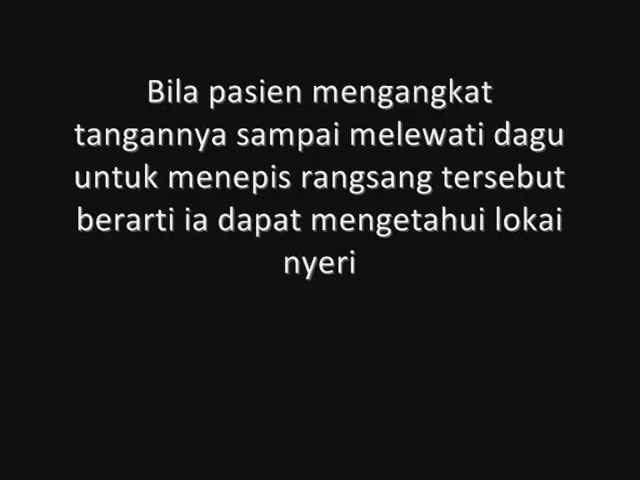 Bila pasien mengangkat
tangannya sampai melewati dagu
untuk menepis rangsang tersebut
berarti ia dapat mengetahui lokai
nyeri